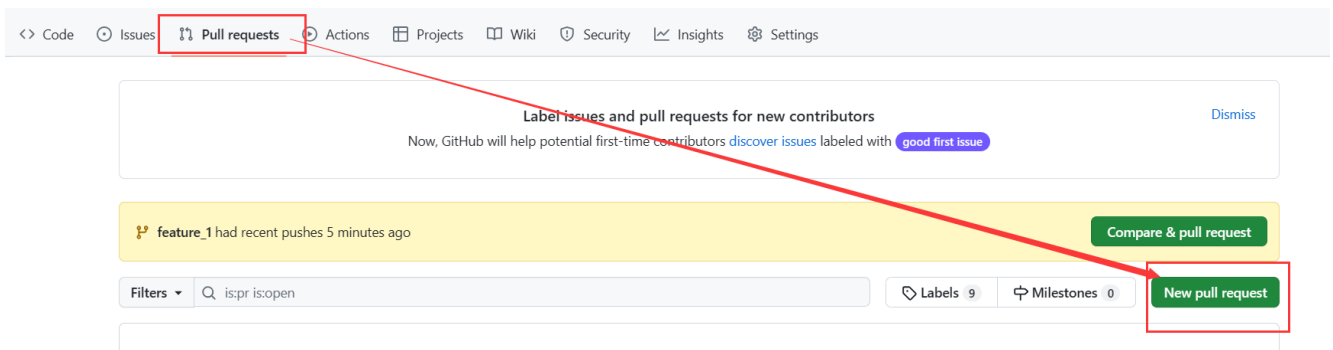 <> Code Issues Pull requests Actions Projects Wiki Security Insights Settings
Label issues and pull requests for new contributors
Dismiss
Now, GitHub will help potential first-time contributors discover issues labeled with good first issue
feature_1 had recent pushes 5 minutes ago
Compare & pull request
Filters is:pr is:open Labels 9 Milestones 0 New pull request